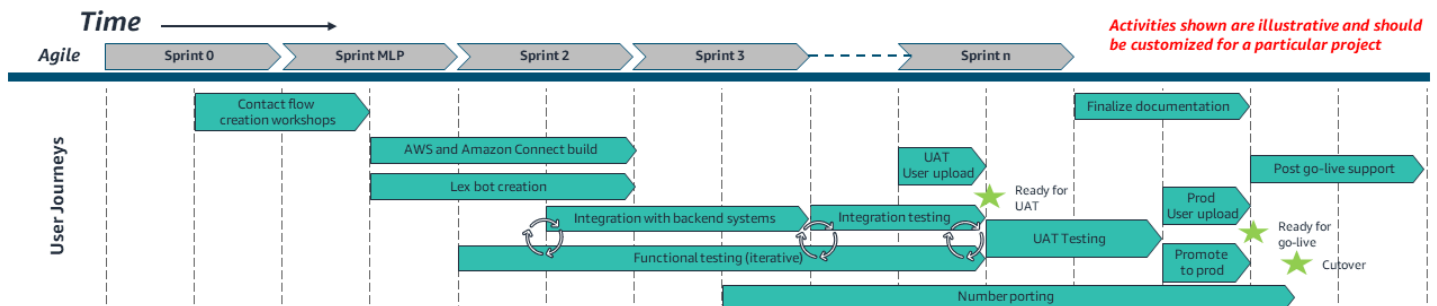 Time
Activities shown are illustrative and should
be customized for a particular project
Agile
Sprint 0
Sprint MLP
Sprint 2
Sprint 3
Sprint n
User Journeys
Contact flow
creation workshops
Finalize documentation
AWS and Amazon Connect build
UAT
User upload
Post go-live support
Lex bot creation
Ready for
UAT
Prod
User upload
Integration with backend systems
Integration testing
UAT Testing
Ready for
go-live
Functional testing (iterative)
Promote
to prod
Cutover
Number porting